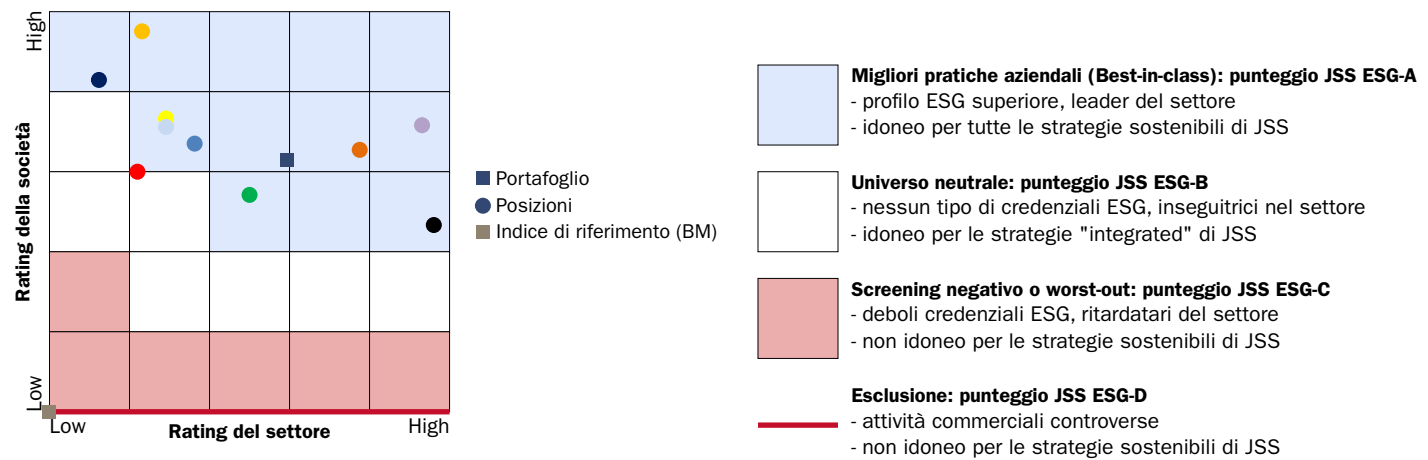 High
Rating della società
Low
Low
Rating del settore
High
Portafoglio
Posizioni
Indice di riferimento (BM)
Migliori pratiche aziendali (Best-in-class): punteggio JSS ESG-A
- profilo ESG superiore, leader del settore
- idoneo per tutte le strategie sostenibili di JSS
Universo neutrale: punteggio JSS ESG-B
- nessun tipo di credenziali ESG, inseguitrici nel settore
- idoneo per le strategie "integrated" di JSS
Screening negativo o worst-out: punteggio JSS ESG-C
- deboli credenziali ESG, ritardatari del settore
- non idoneo per le strategie sostenibili di JSS
Esclusione: punteggio JSS ESG-D
- attività commerciali controverse
- non idoneo per le strategie sostenibili di JSS